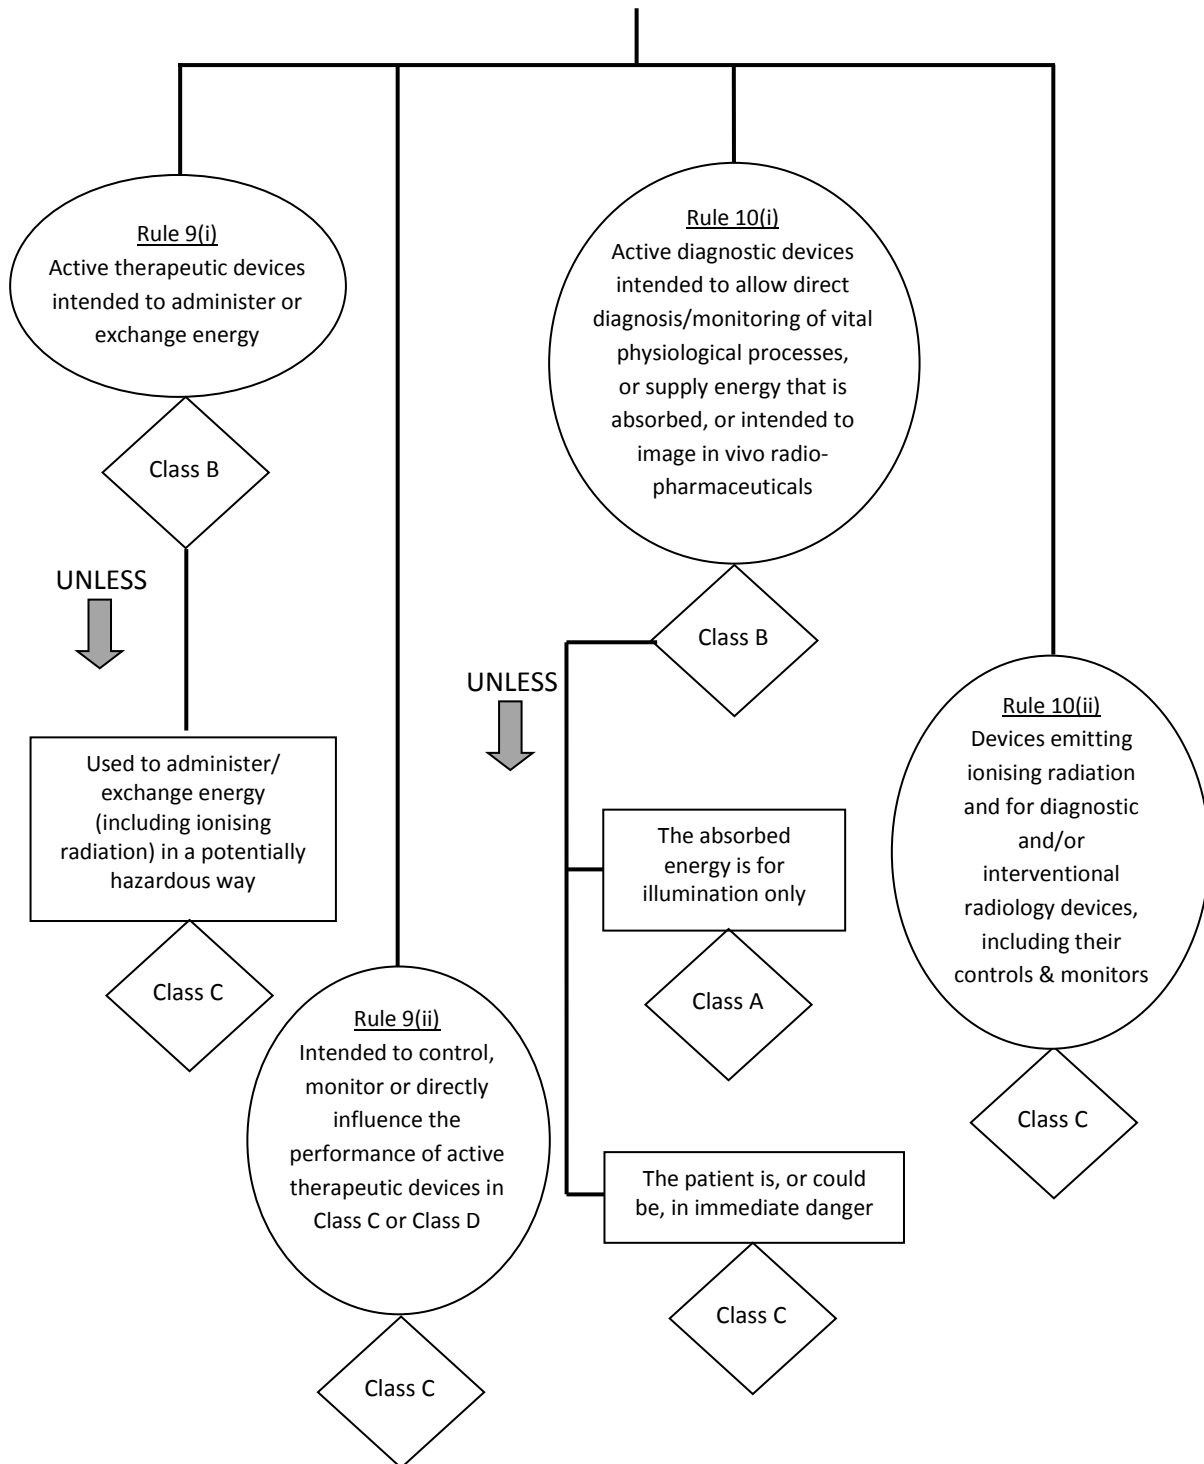 Rule 9(i)
Active therapeutic devices
intended to administer or
exchange energy
Class B
UNLESS
Used to administer/
exchange energy
(including ionising
radiation) in a potentially
hazardous way
Class C
Rule 9(ii)
Intended to control,
monitor or directly
influence the
performance of active
therapeutic devices in
Class C or Class D
Class C
Rule 10(i)
Active diagnostic devices
intended to allow direct
diagnosis/monitoring of vital
physiological processes,
or supply energy that is
absorbed, or intended to
image in vivo radio-
pharmaceuticals
Class B
UNLESS
The absorbed
energy is for
illumination only
Class A
The patient is, or could
be, in immediate danger
Class C
Rule 10(ii)
Devices emitting
ionising radiation
and for diagnostic
and/or
interventional
radiology devices,
including their
controls & monitors
Class C